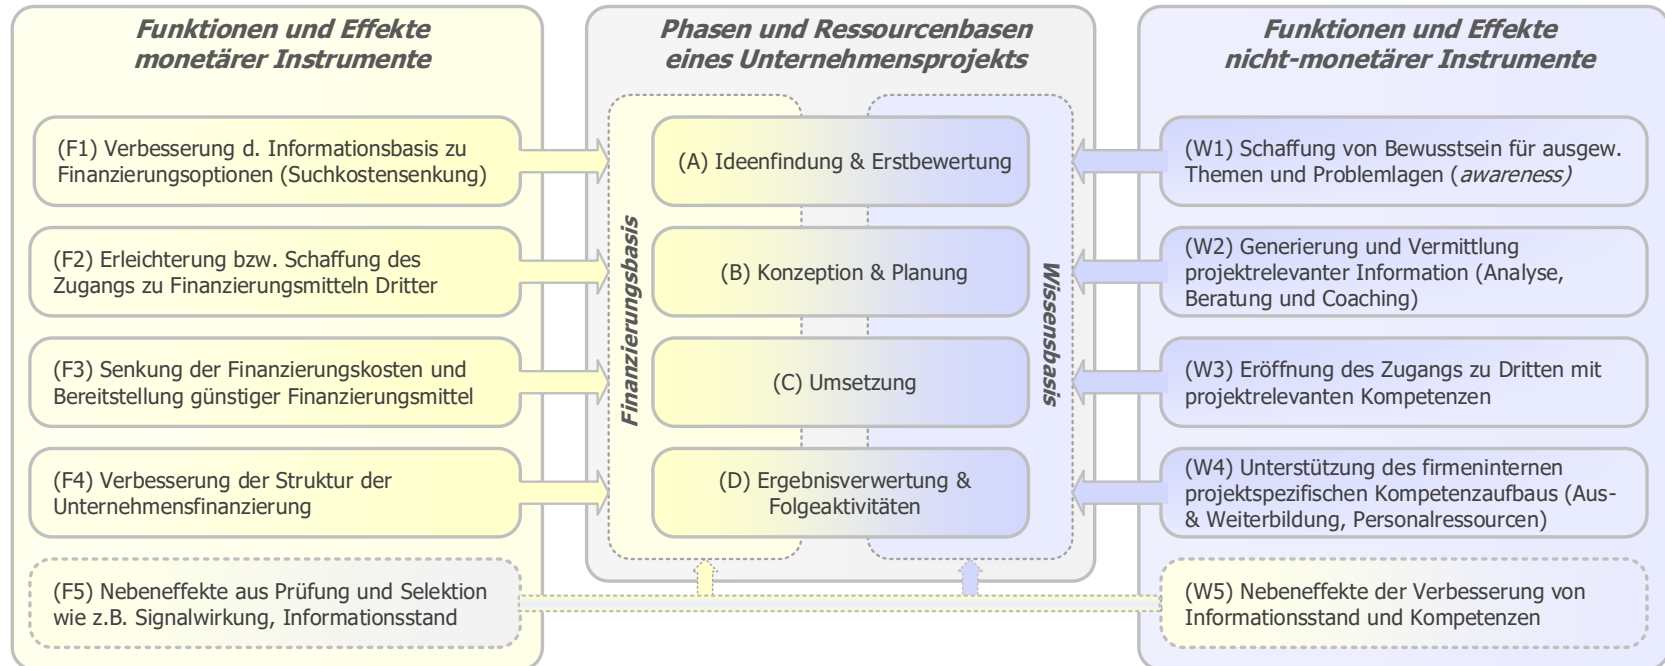 Funktionen und Effekte
monetärer Instrumente
(F1) Verbesserung d. Informationsbasis zu
Finanzierungsoptionen (Suchkostensenkung)
(F2) Erleichterung bzw. Schaffung des
Zugangs zu Finanzierungsmitteln Dritter
(F3) Senkung der Finanzierungskosten und
Bereitstellung günstiger Finanzierungsmittel
(F4) Verbesserung der Struktur der
Unternehmensfinanzierung
(F5) Nebeneffekte aus Prüfung und Selektion
wie z.B. Signalwirkung, Informationsstand
Phasen und Ressourcenbasen
eines Unternehmensprojekts
Finanzierungsbasis
(A) Ideenfindung & Erstbewertung
(B) Konzeption & Planung
(C) Umsetzung
(D) Ergebnisverwertung &
Folgeaktivitäten
Wissensbasis
Funktionen und Effekte
nicht-monetärer Instrumente
(W1) Schaffung von Bewusstsein für ausgew.
Themen und Problemlagen (awareness)
(W2) Generierung und Vermittlung
projektrelevanter Information (Analyse,
Beratung und Coaching)
(W3) Eröffnung des Zugangs zu Dritten mit
projektrelevanten Kompetenzen
(W4) Unterstützung des firmeninternen
projektspezifischen Kompetenzaufbaus (Aus-
& Weiterbildung, Personalressourcen)
(W5) Nebeneffekte der Verbesserung von
Informationsstand und Kompetenzen